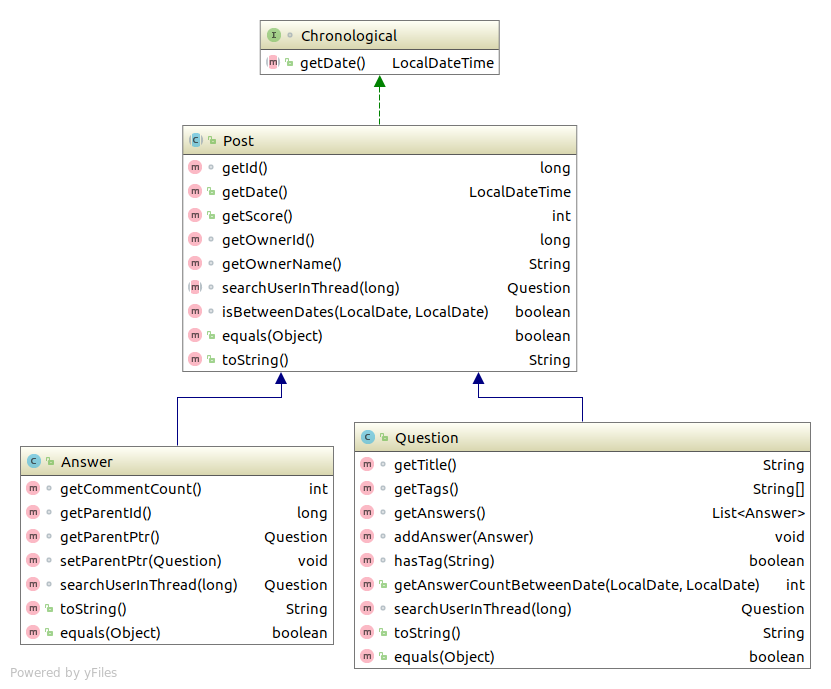 Chronological
getDate() LocalDateTime
Post
getId() long
getDate() LocalDateTime
getScore() int
getOwnerId() long
getOwnerName() String
searchUserInThread(long) Question
isBetweenDates(LocalDate, LocalDate) boolean
equals(Object) boolean
toString() String
Answer
getCommentCount() int
getParentId() long
getParentPtr() Question
setParentPtr(Question) void
searchUserInThread(long) Question
toString() String
equals(Object) boolean
Question
getTitle() String
getTags() String[]
getAnswers() List<Answer>
addAnswer(Answer) void
hasTag(String) boolean
getAnswerCountBetweenDate(LocalDate, LocalDate) int
searchUserInThread(long) Question
toString() String
equals(Object) boolean
Powered by yFiles